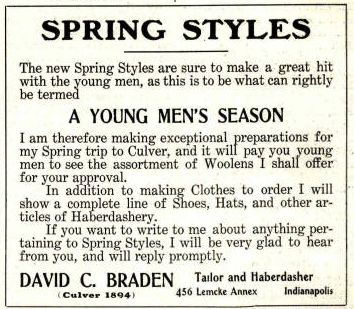 SPRING STYLES
The new Spring Styles are sure to make a great hit
with the young men, as this is to be what can rightly
be termed
A YOUNG MEN'S SEASON
I am therefore making exceptional preparations for
my Spring trip to Culver, and it will pay you young
men to see the assortment of Woolens I shall offer
for your approval.
In addition to making Clothes to order I will
show a complete line of Shoes, Hats, and other ar-
ticles of Haberdashery.
If you want to write to me about anything per-
taining to Spring Styles, I will be very glad to hear
from you, and will reply promptly.
DAVID C. BRADEN Tailor and Haberdasher
(Culver 1894) 456 Lemcke Annex Indianapolis